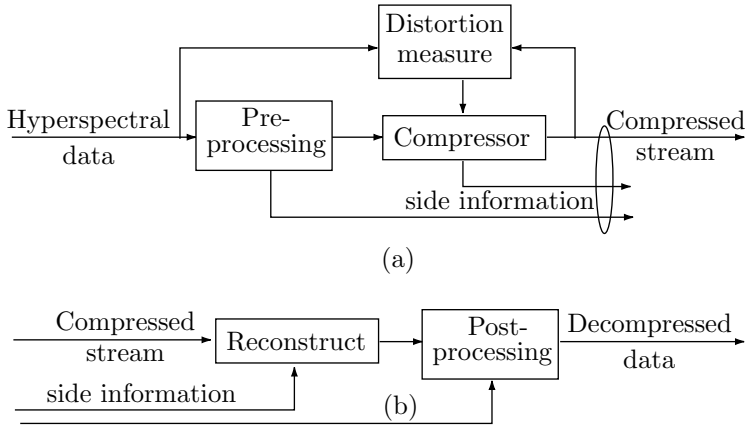 Distortion
measure
Hyperspectral
data
Pre-
processing
Compressor
Compressed
stream
side information
(a)
Compressed
stream
Reconstruct
Post-
processing
Decompressed
data
side information
(b)